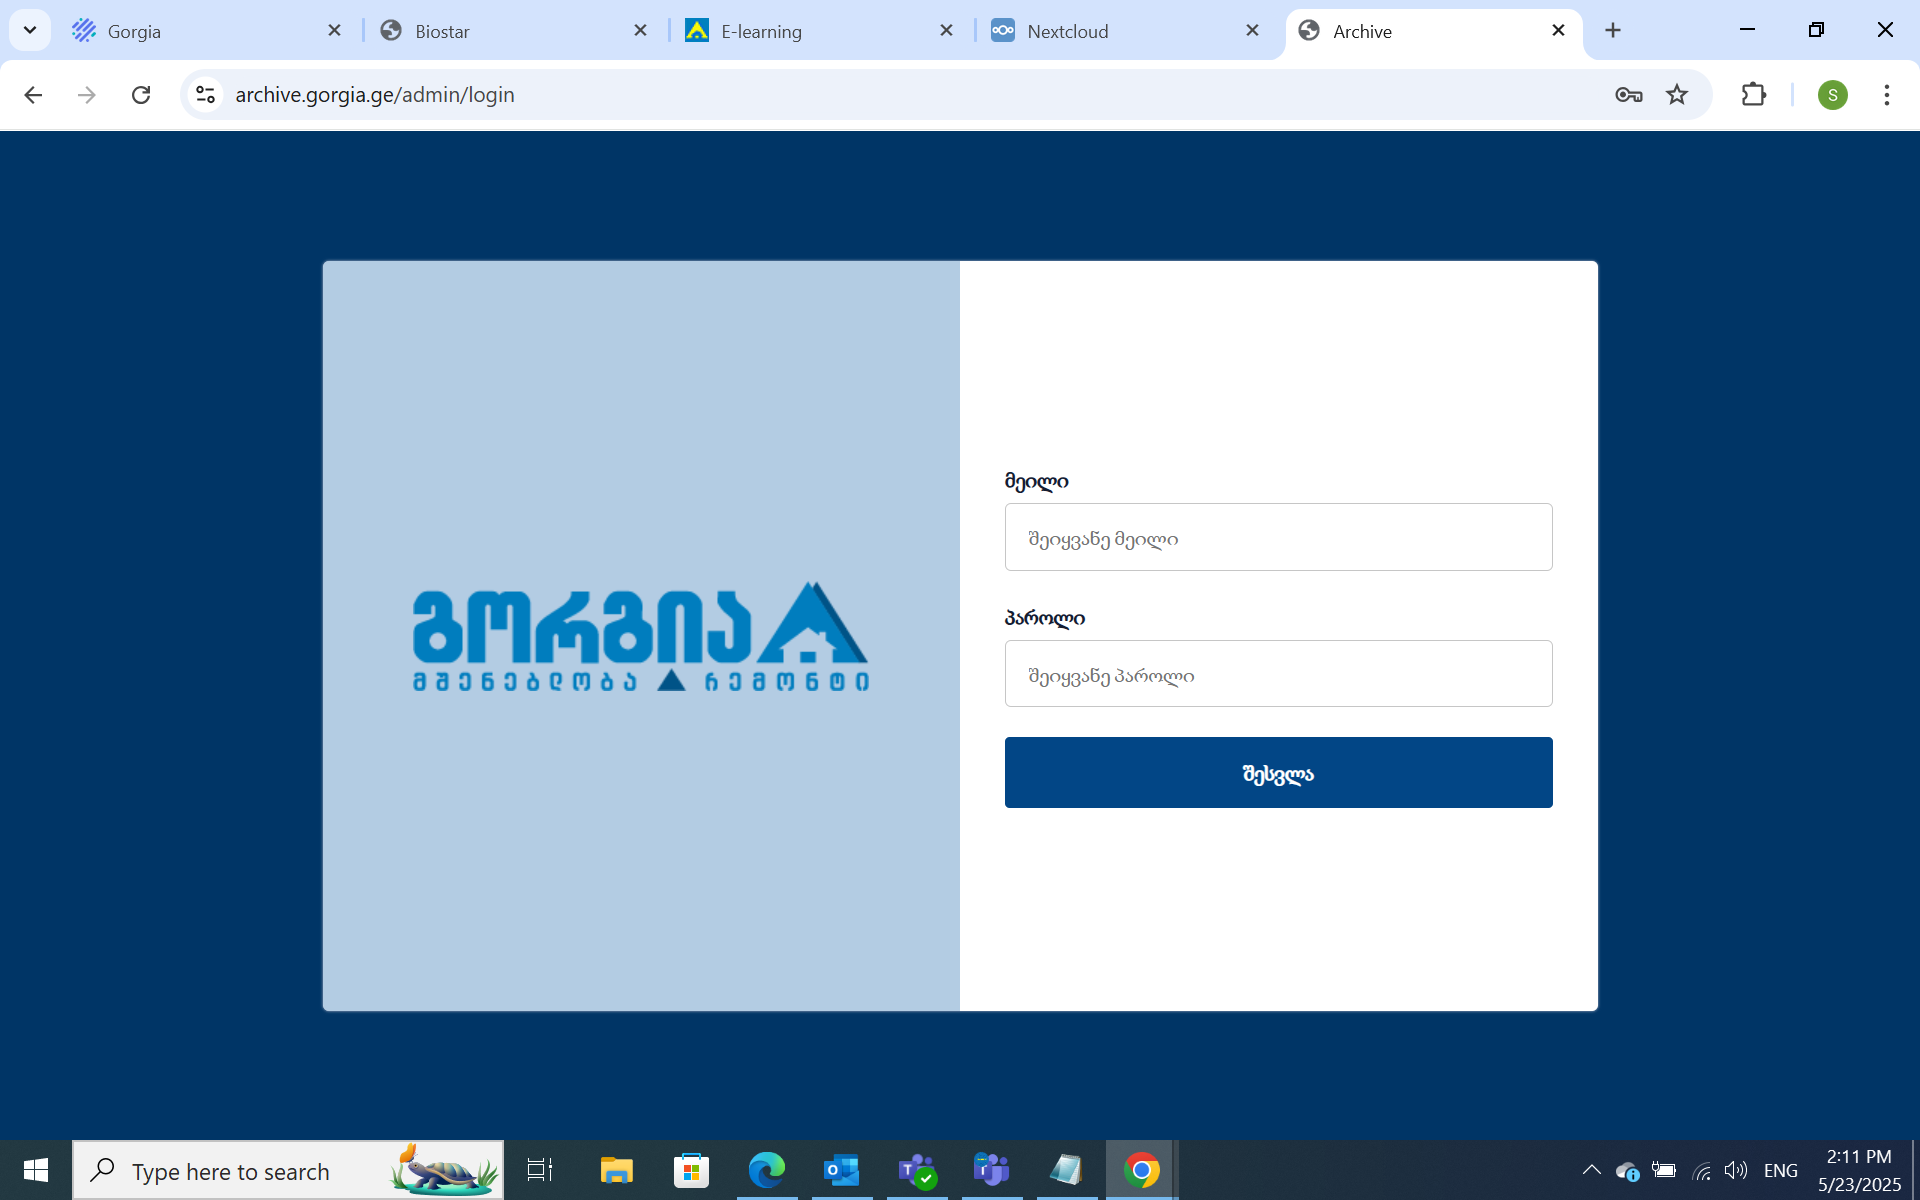 Gorgia
Biostar
E-learning
Nextcloud
Archive
archive.gorgia.ge/admin/login
S
მეილი
შეიყვანე მეილი
გორგია
მშენებლობა რემონტი
პაროლი
შეიყვანე პაროლი
შესვლა
Type here to search
ENG
2:11 PM
5/23/2025